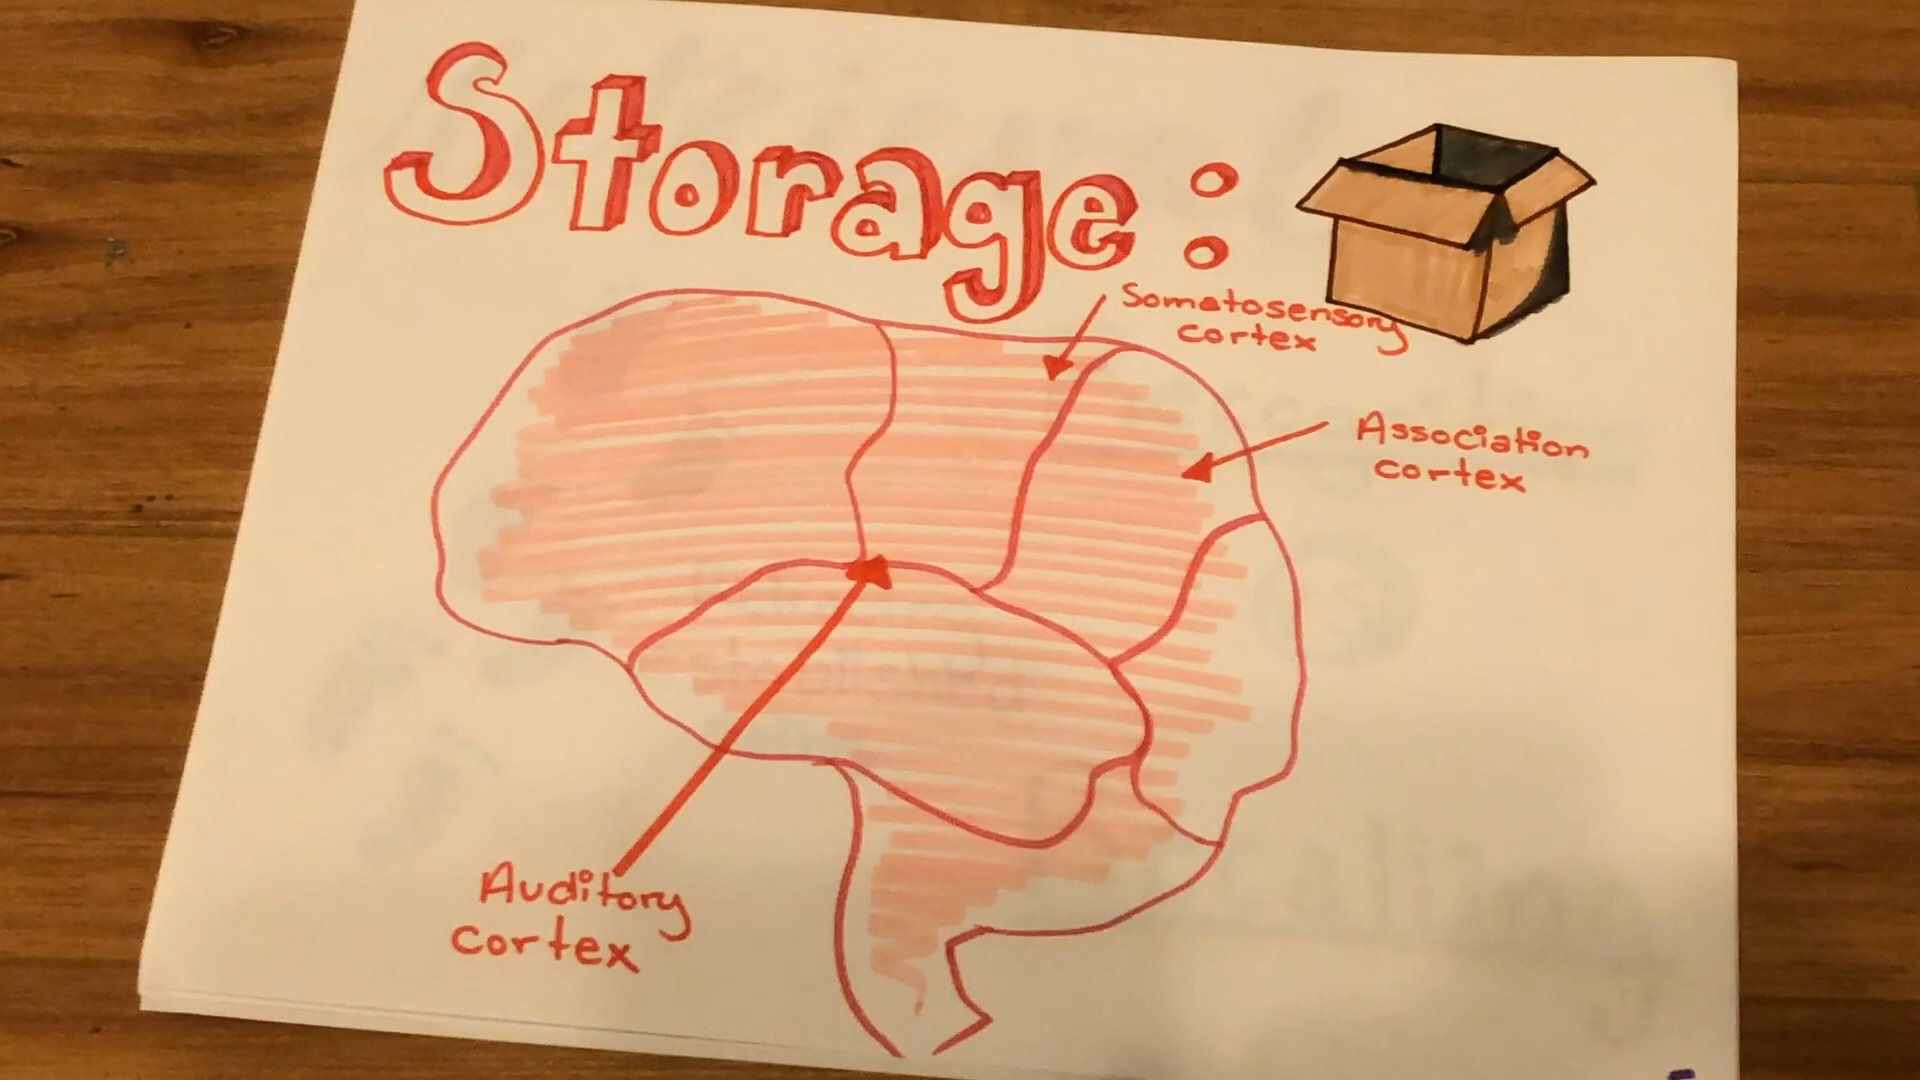 Storage:
Somatosensory
cortex
Association
cortex
Auditory
cortex